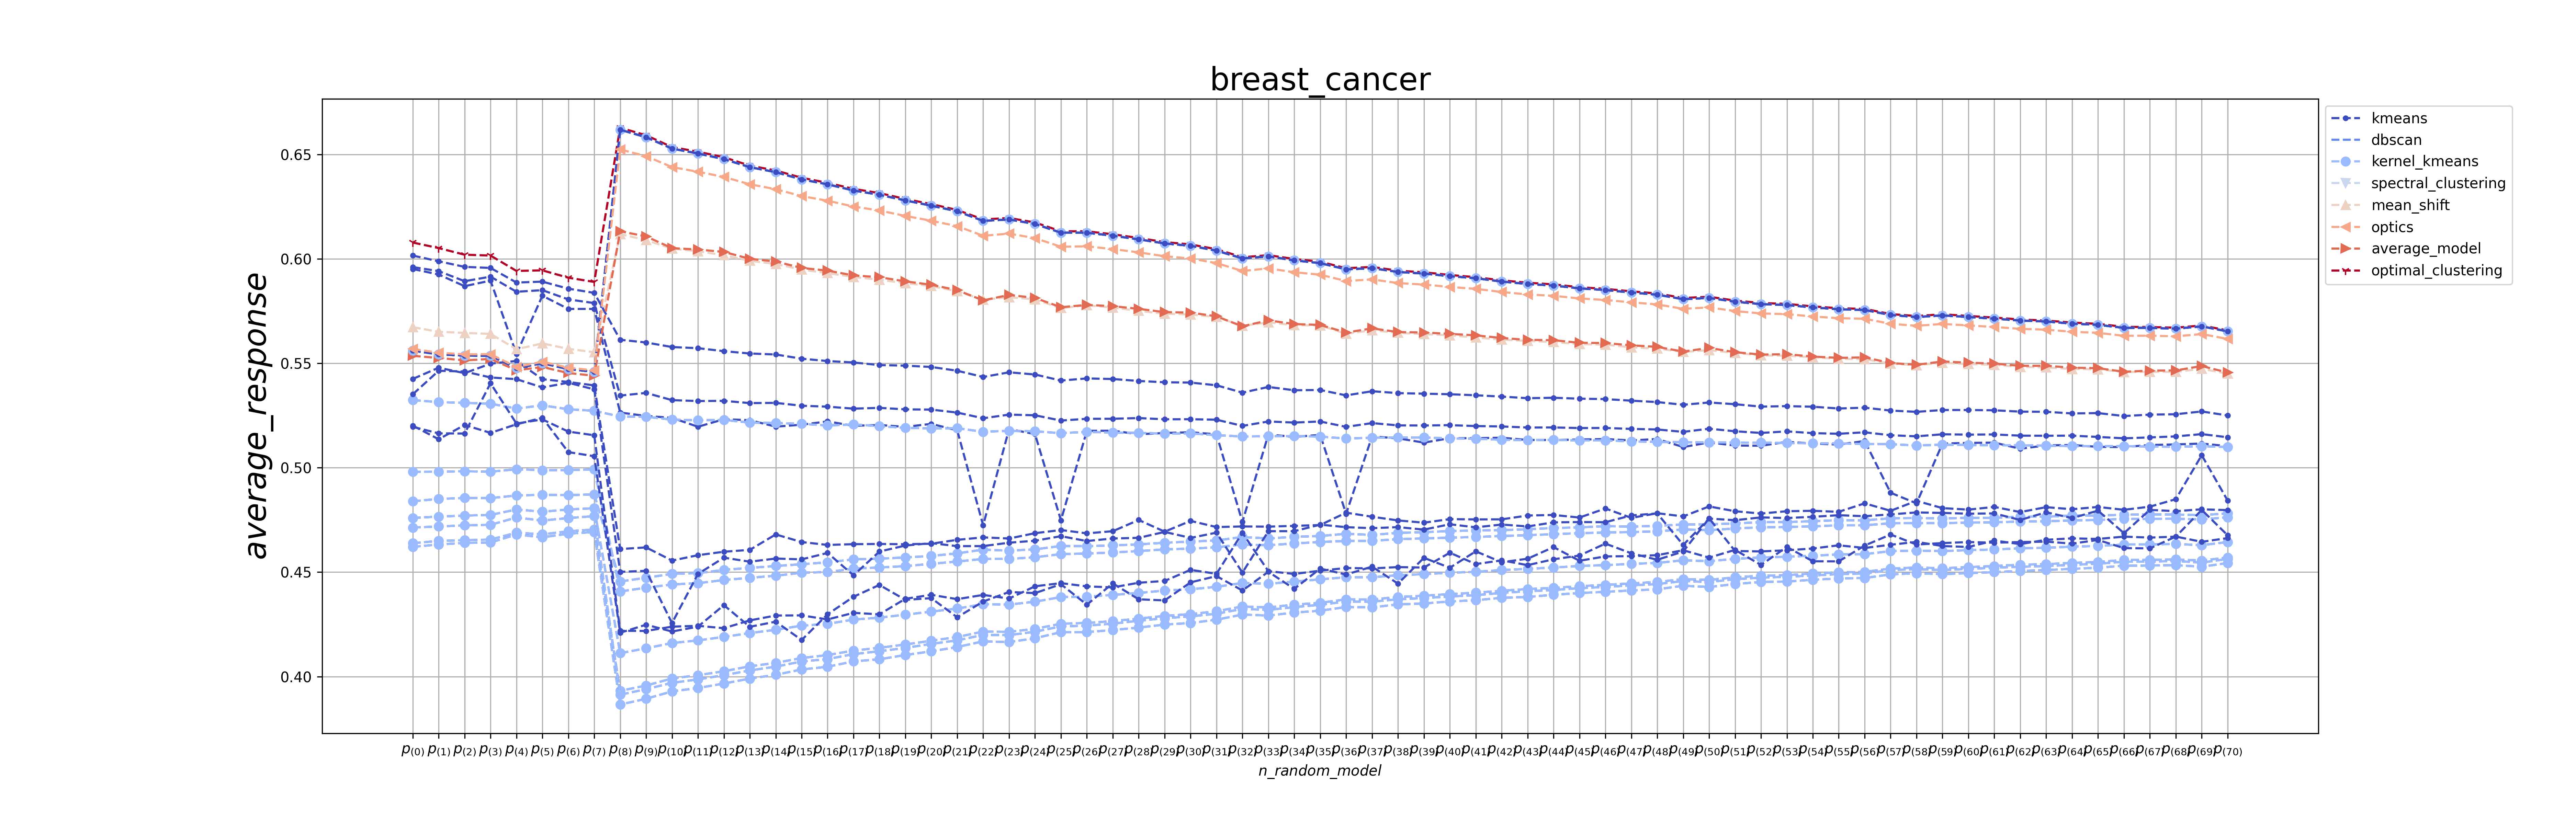 breast_cancer
average_response
0.65
0.60
0.55
0.50
0.45
0.40
p(0) p(1) p(2) p(3) p(4) p(5) p(6) p(7) p(8) p(9) p(10) p(11) p(12) p(13) p(14) p(15) p(16) p(17) p(18) p(19) p(20) p(21) p(22) p(23) p(24) p(25) p(26) p(27) p(28) p(29) p(30) p(31) p(32) p(33) p(34) p(35) p(36) p(37) p(38) p(39) p(40) p(41) p(42) p(43) p(44) p(45) p(46) p(47) p(48) p(49) p(50) p(51) p(52) p(53) p(54) p(55) p(56) p(57) p(58) p(59) p(60) p(61) p(62) p(63) p(64) p(65) p(66) p(67) p(68) p(69) p(70)
n_random_model
kmeans
dbscan
kernel_kmeans
spectral_clustering
mean_shift
optics
average_model
optimal_clustering